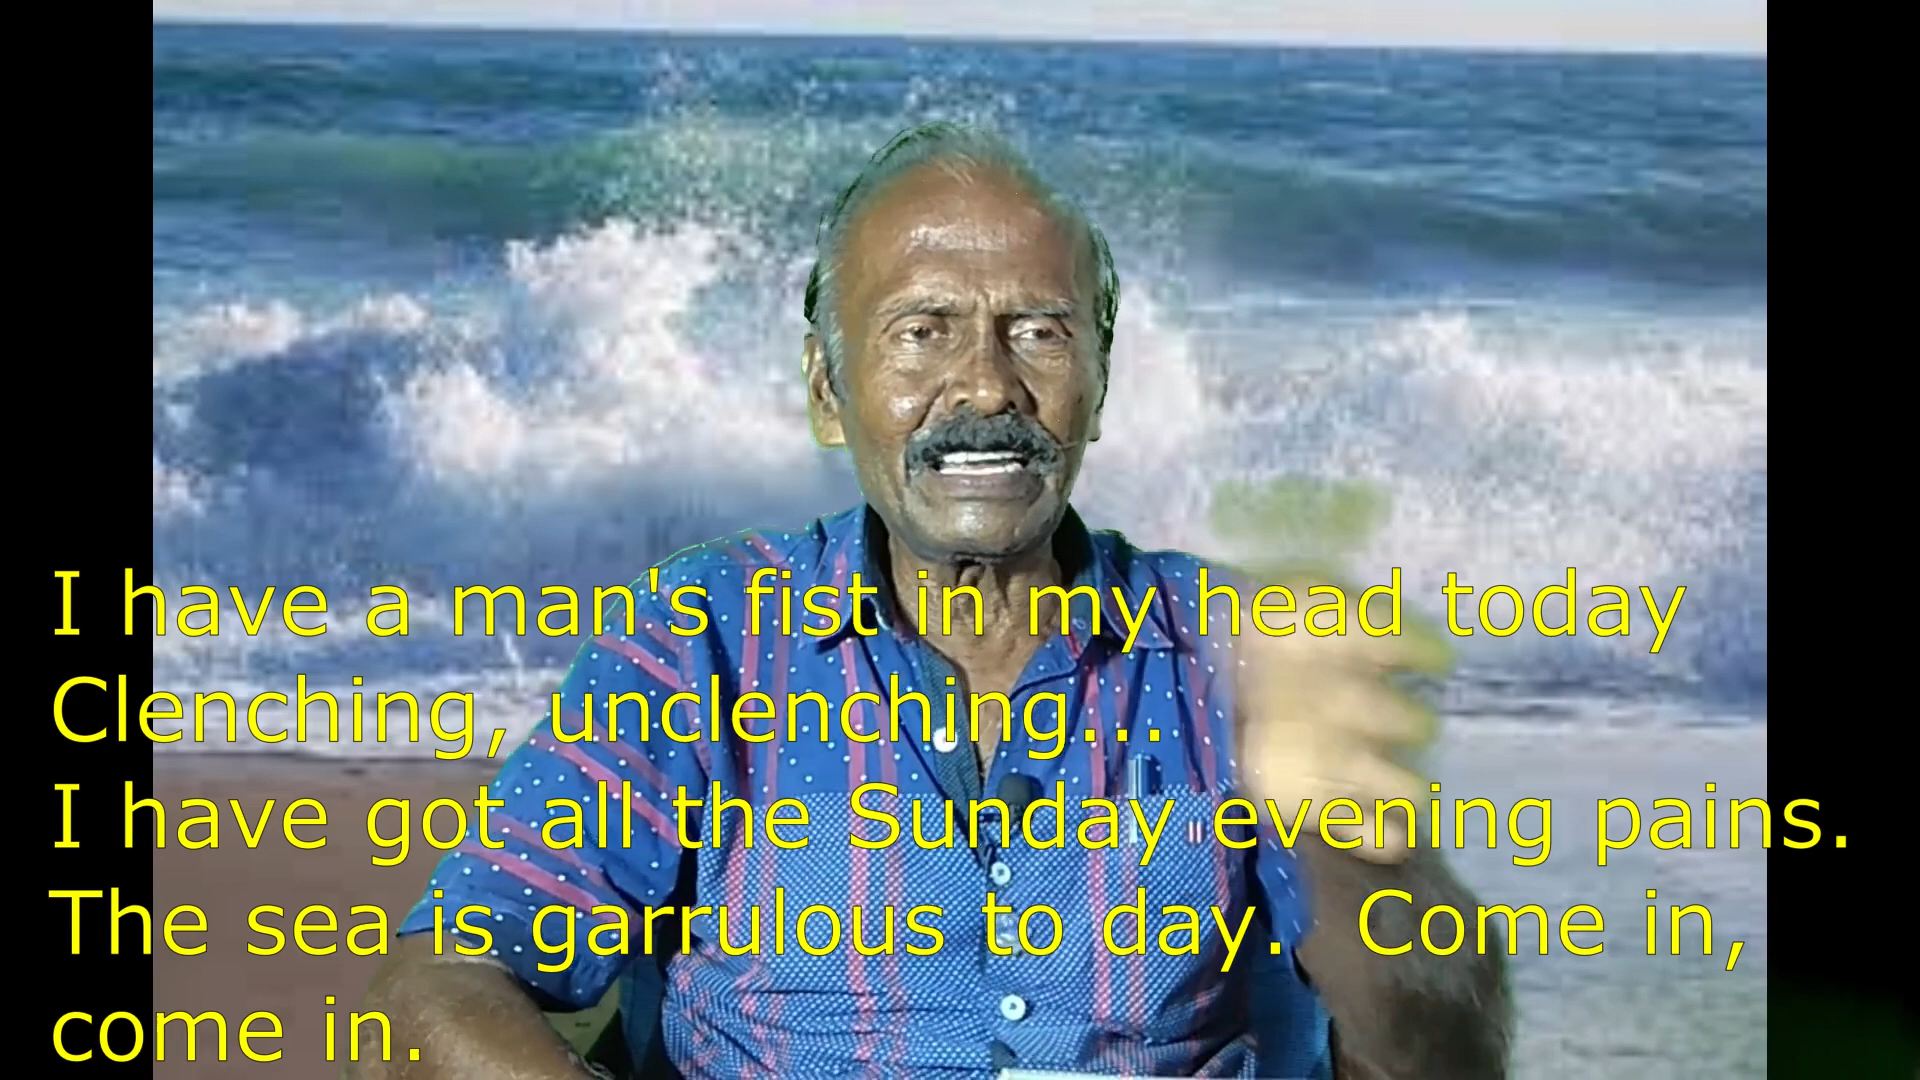 I have a man's fist in my head today
Clenching, unclenching...
I have got all the Sunday evening pains.
The sea is garrulous to day.  Come in,
come in.